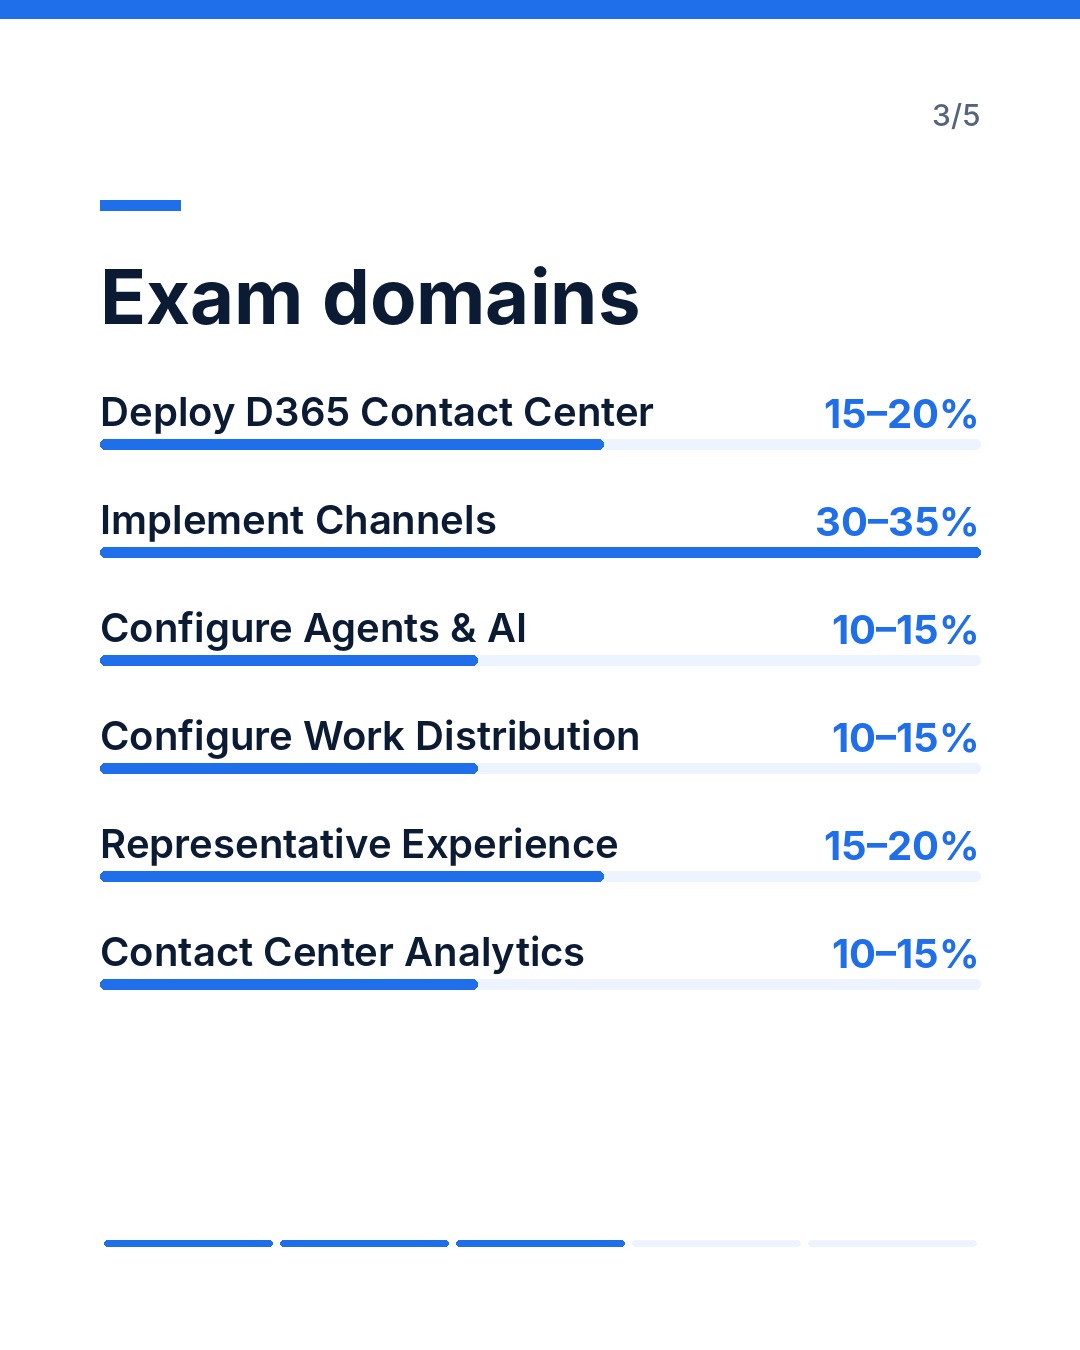 3/5
Exam domains
Deploy D365 Contact Center 15–20%
Implement Channels 30–35%
Configure Agents & AI 10–15%
Configure Work Distribution 10–15%
Representative Experience 15–20%
Contact Center Analytics 10–15%